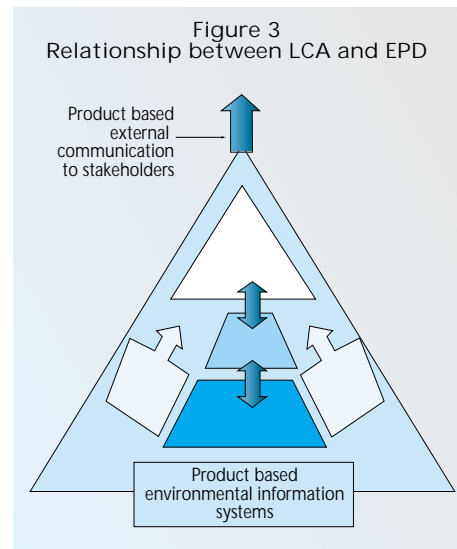 Figure 3
Relationship between LCA and EPD
Product based
external
communication
to stakeholders
Product based
environmental information
systems